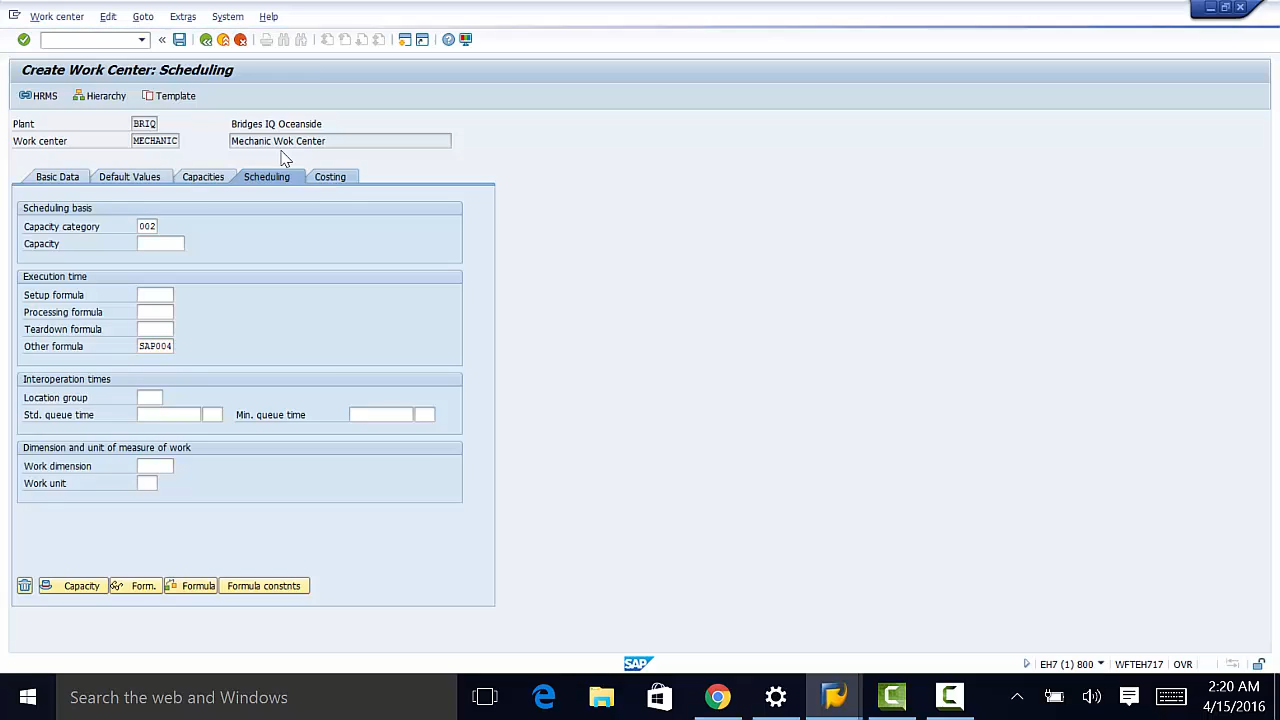 Work center Edit Goto Extras System Help
Create Work Center: Scheduling
HRMS Hierarchy Template
Plant BRIQ Bridges IQ Oceanside
Work center MECHANIC Mechanic Wok Center
Basic Data Default Values Capacities Scheduling Costing
Scheduling basis
Capacity category 002
Capacity
Execution time
Setup formula
Processing formula
Teardown formula
Other formula SAP004
Interoperation times
Location group
Std. queue time Min. queue time
Dimension and unit of measure of work
Work dimension
Work unit
Capacity Form. Formula Formula constnts
SAP EH7 (1) 800 WFTEH717 OVR
Search the web and Windows
2:20 AM
4/15/2016